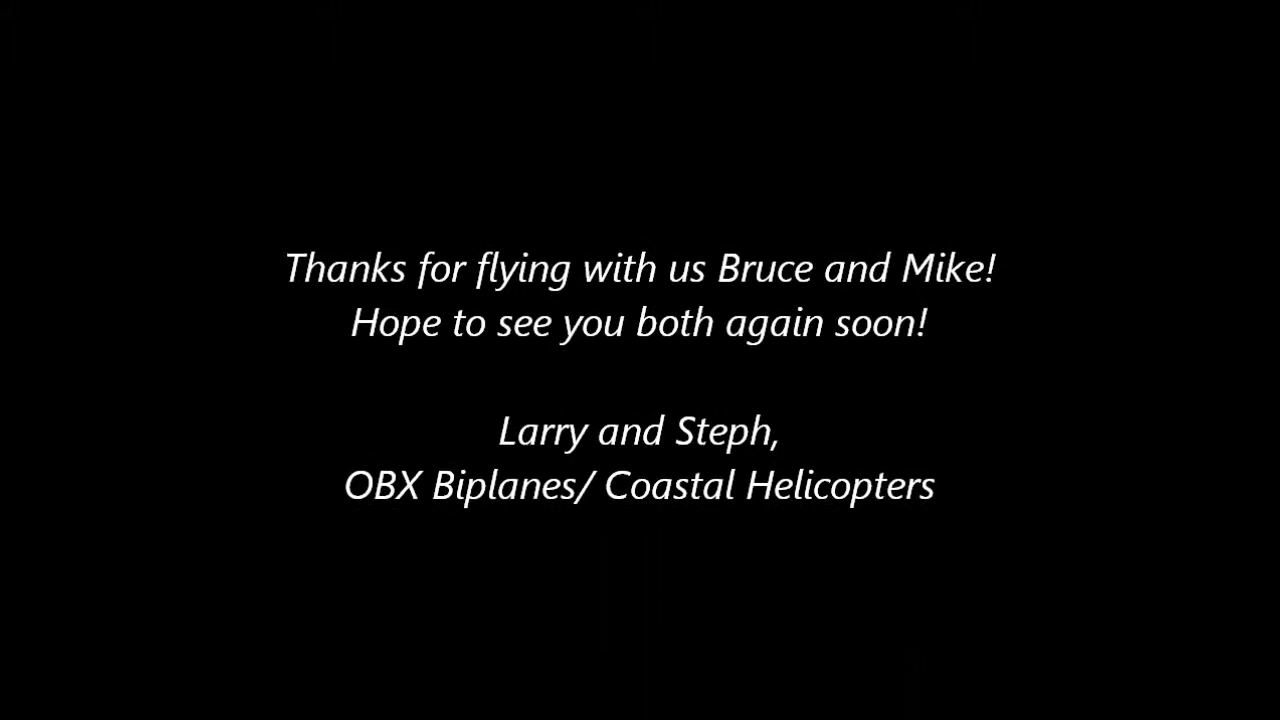 Thanks for flying with us Bruce and Mike!
Hope to see you both again soon!
Larry and Steph,
OBX Biplanes/ Coastal Helicopters